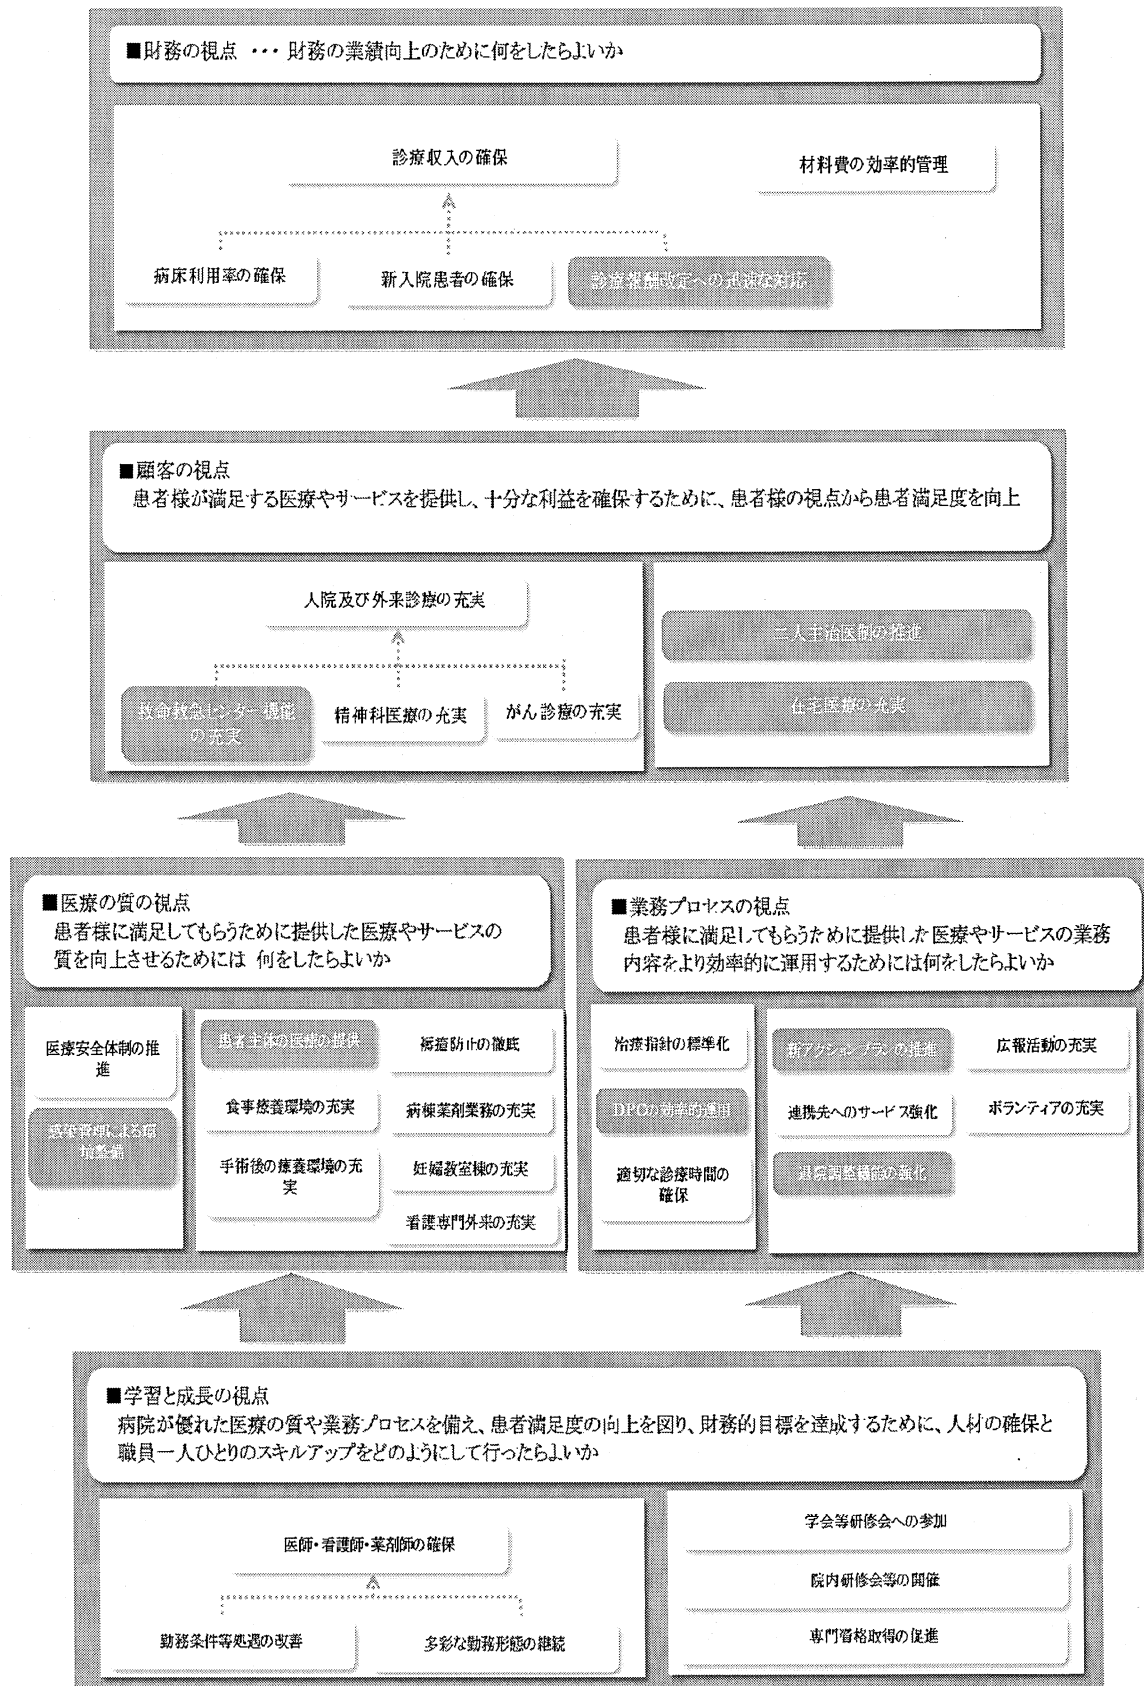 ■財務の視点 ・・・ 財務の業績向上のために何をしたらよいか
診療収入の確保
材料費の効率的管理
病床利用率の確保
新入院患者の確保
診療報酬改定への迅速な対応
■顧客の視点
患者様が満足する医療やサービスを提供し、十分な利益を確保するために、患者様の視点から患者満足度を向上
入院及び外来診療の充実
二人主治医制の推進
在宅医療の充実
救命救急センター機能
の充実
精神科医療の充実
がん診療の充実
■医療の質の視点
患者様に満足してもらうために提供した医療やサービスの
質を向上させるためには 何をしたらよいか
医療安全体制の推
進
感染管理による環
境整備
患者主体の医療の提供
食事療養環境の充実
手術後の療養環境の充
実
褥瘡防止の徹底
病棟薬剤業務の充実
妊婦教室棟の充実
看護専門外来の充実
■業務プロセスの視点
患者様に満足してもらうために提供した医療やサービスの業務
内容をより効率的に運用するためには何をしたらよいか
治療指針の標準化
DPCの効率的運用
適切な診療時間の
確保
新アクションプランの推進
連携先へのサービス強化
退院調整機能の強化
広報活動の充実
ボランティアの充実
■学習と成長の視点
病院が優れた医療の質や業務プロセスを備え、患者満足度の向上を図り、財務的目標を達成するために、人材の確保と
職員一人ひとりのスキルアップをどのようにして行ったらよいか
医師・看護師・薬剤師の確保
勤務条件等処遇の改善
多彩な勤務形態の継続
学会等研修会への参加
院内研修会等の開催
専門資格取得の促進